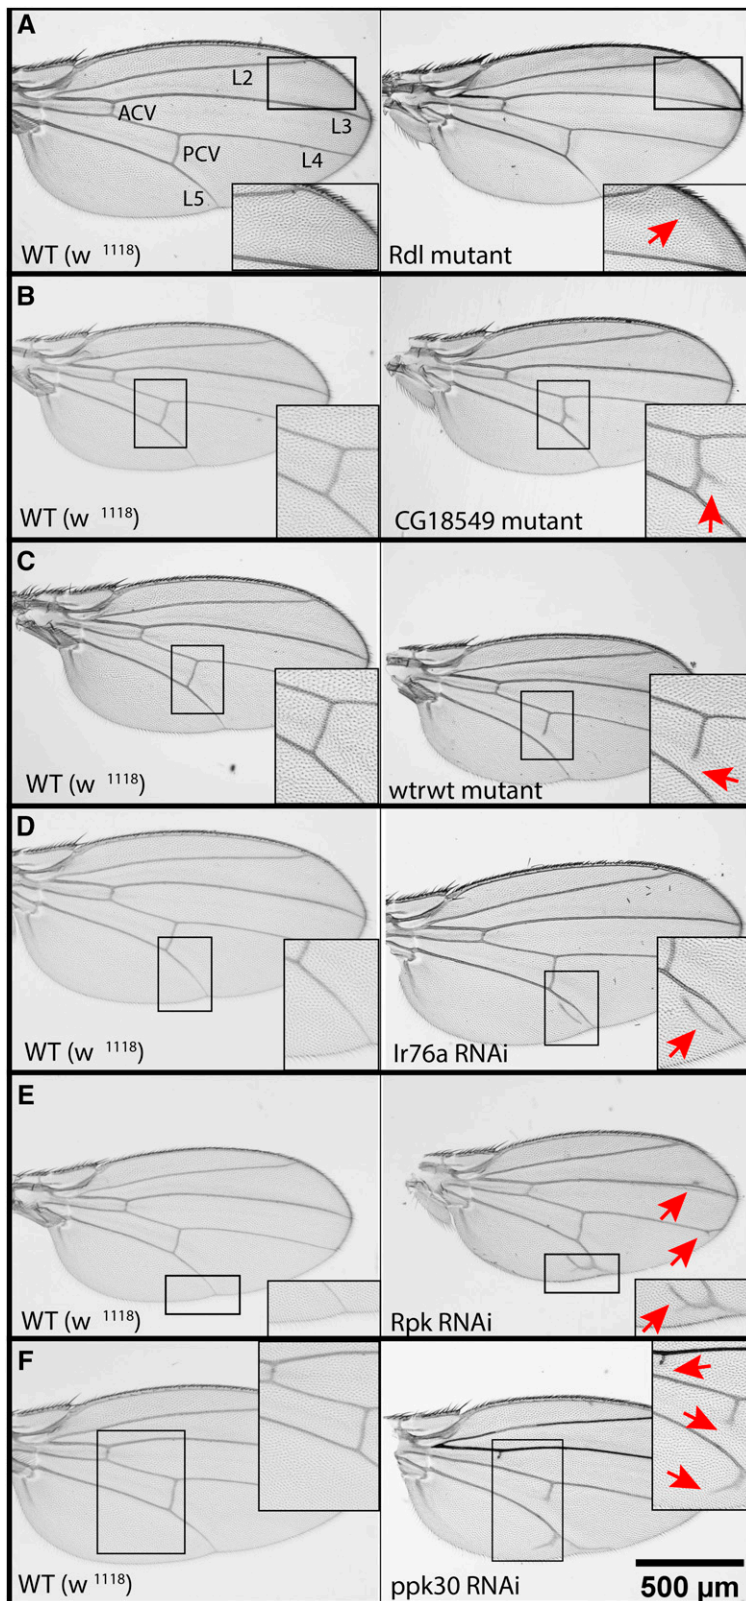 A
L2
ACV
L3
PCV
L4
L5
WT (w 1118)
Rdl mutant
B
WT (w 1118)
CG18549 mutant
C
WT (w 1118)
wtrwt mutant
D
WT (w 1118)
Ir76a RNAi
E
WT (w 1118)
Rpk RNAi
F
WT (w 1118)
ppk30 RNAi
500 µm